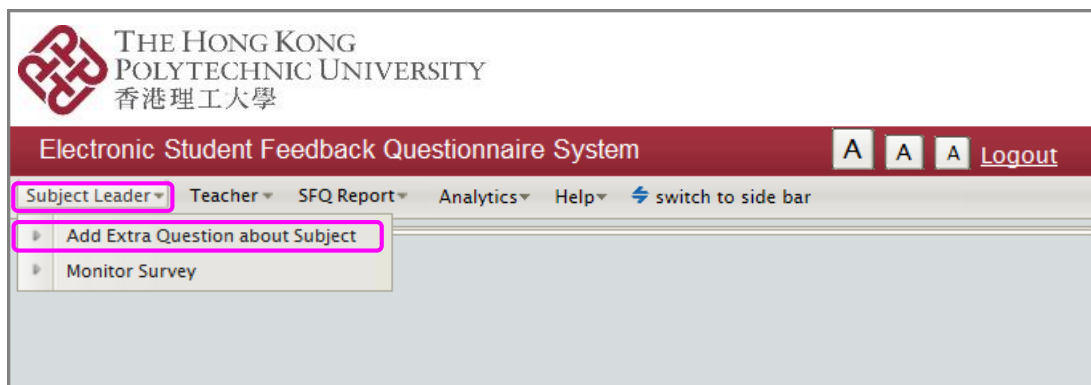 THE HONG KONG
POLYTECHNIC UNIVERSITY
香港理工大學
Electronic Student Feedback Questionnaire System A A A Logout
Subject Leader Teacher SFQ Report Analytics Help switch to side bar
Add Extra Question about Subject
Monitor Survey